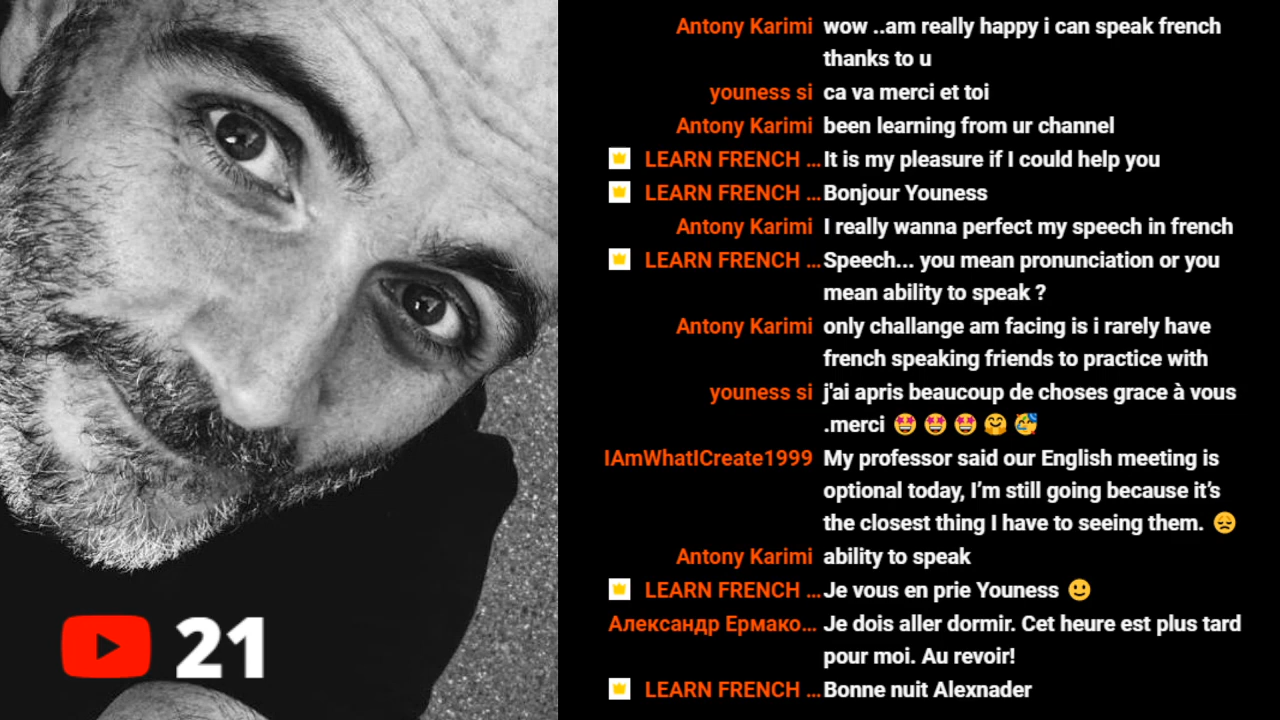 Antony Karimi wow ..am really happy i can speak french
thanks to u
youness si ca va merci et toi
Antony Karimi been learning from ur channel
LEARN FRENCH ... It is my pleasure if I could help you
LEARN FRENCH ... Bonjour Youness
Antony Karimi I really wanna perfect my speech in french
LEARN FRENCH ... Speech... you mean pronunciation or you
mean ability to speak ?
Antony Karimi only challange am facing is i rarely have
french speaking friends to practice with
youness si j'ai apris beaucoup de choses grace à vous
.merci 🤩 🤩 🤩 🤗 🥳
IAmWhatICreate1999 My professor said our English meeting is
optional today, I’m still going because it’s
the closest thing I have to seeing them. 😞
Antony Karimi ability to speak
LEARN FRENCH ... Je vous en prie Youness 🙂
Александр Ермако... Je dois aller dormir. Cet heure est plus tard
pour moi. Au revoir!
LEARN FRENCH ... Bonne nuit Alexnader
21